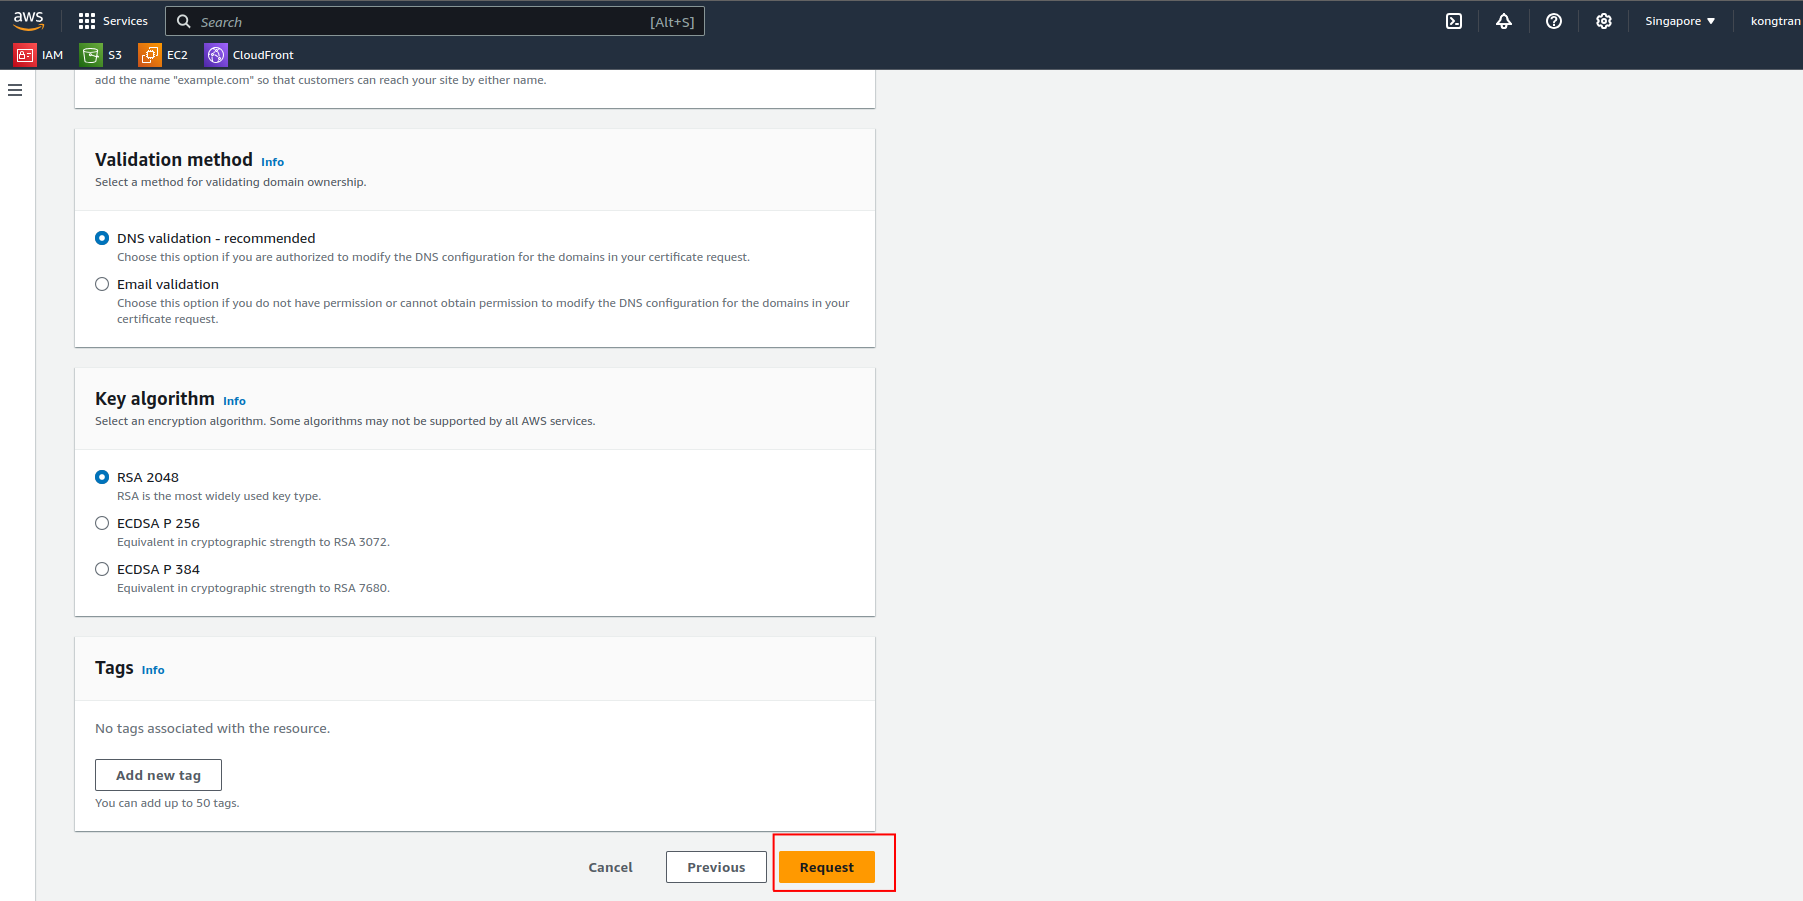 aws
Services
Search
[Alt+S]
Singapore
kongtran
IAM
S3
EC2
CloudFront
add the name "example.com" so that customers can reach your site by either name.
Validation method Info
Select a method for validating domain ownership.
DNS validation - recommended
Choose this option if you are authorized to modify the DNS configuration for the domains in your certificate request.
Email validation
Choose this option if you do not have permission or cannot obtain permission to modify the DNS configuration for the domains in your
certificate request.
Key algorithm Info
Select an encryption algorithm. Some algorithms may not be supported by all AWS services.
RSA 2048
RSA is the most widely used key type.
ECDSA P 256
Equivalent in cryptographic strength to RSA 3072.
ECDSA P 384
Equivalent in cryptographic strength to RSA 7680.
Tags Info
No tags associated with the resource.
Add new tag
You can add up to 50 tags.
Cancel
Previous
Request